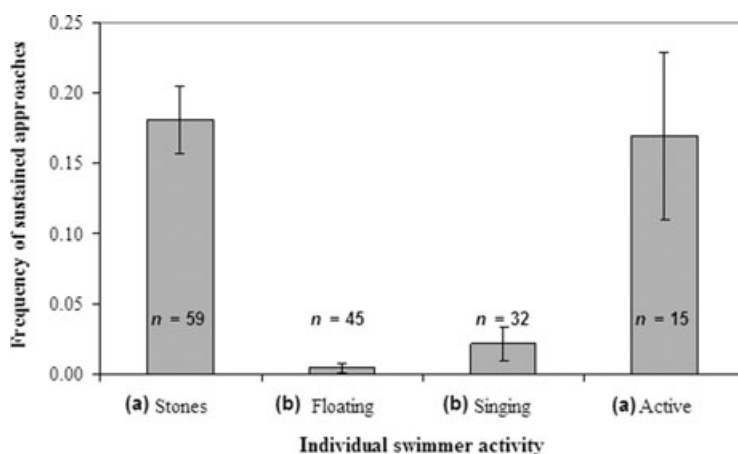 Frequency of sustained approaches
0.25
0.20
0.15
0.10
0.05
0.00
n = 59
n = 45
n = 32
n = 15
(a) Stones
(b) Floating
(b) Singing
(a) Active
Individual swimmer activity